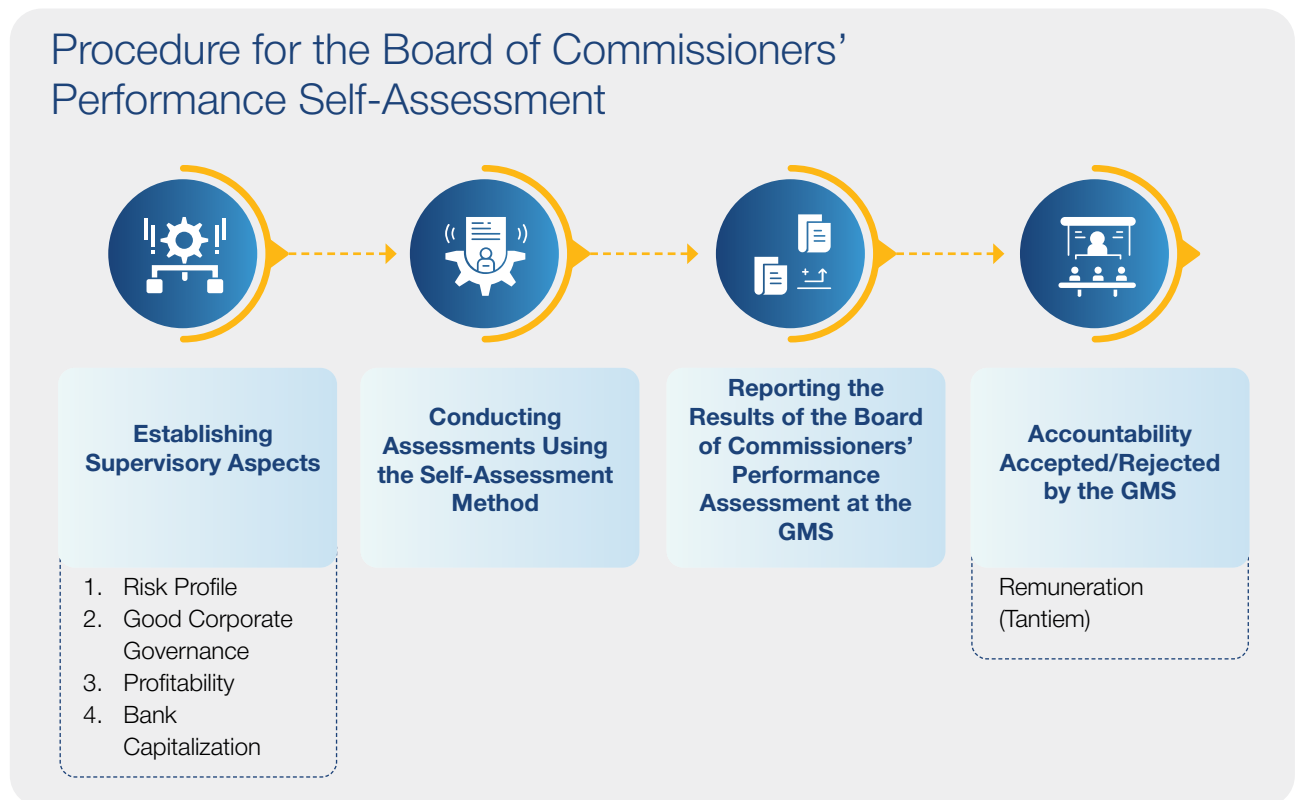 Procedure for the Board of Commissioners’
Performance Self-Assessment
Establishing
Supervisory Aspects
1. Risk Profile
2. Good Corporate
Governance
3. Profitability
4. Bank
Capitalization
Conducting
Assessments Using
the Self-Assessment
Method
Reporting the
Results of the Board
of Commissioners’
Performance
Assessment at the
GMS
Accountability
Accepted/Rejected
by the GMS
Remuneration
(Tantiem)